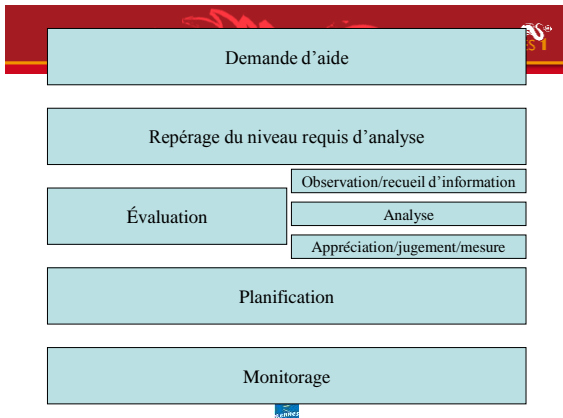 Demande d'aide
Repérage du niveau requis d'analyse
Observation/recueil d'information
Évaluation
Analyse
Appréciation/jugement/mesure
Planification
Monitorage